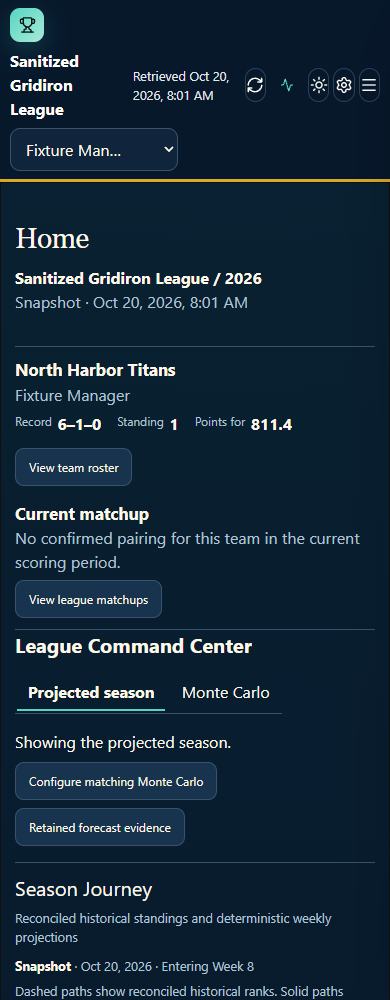 Sanitized
Gridiron
League
Retrieved Oct 20,
2026, 8:01 AM
Fixture Man...
Home
Sanitized Gridiron League / 2026
Snapshot · Oct 20, 2026, 8:01 AM
North Harbor Titans
Fixture Manager
Record 6–1–0 Standing 1 Points for 811.4
View team roster
Current matchup
No confirmed pairing for this team in the current
scoring period.
View league matchups
League Command Center
Projected season Monte Carlo
Showing the projected season.
Configure matching Monte Carlo
Retained forecast evidence
Season Journey
Reconciled historical standings and deterministic weekly
projections
Snapshot · Oct 20, 2026 · Entering Week 8
Dashed paths show reconciled historical ranks. Solid paths